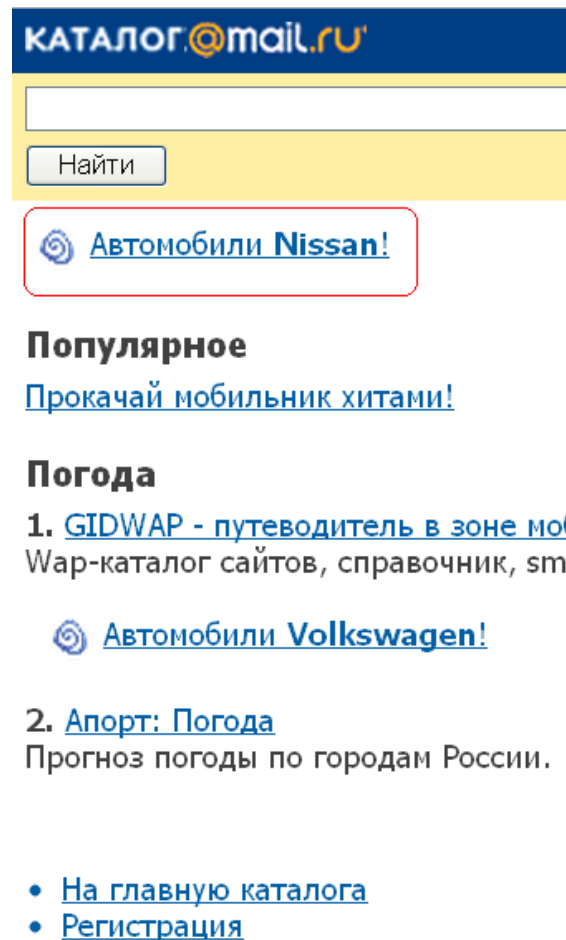 каталог.@mail.ru
Найти
Автомобили Nissan!
Популярное
Прокачай мобильник хитами!
Погода
1. GIDWAP - путеводитель в зоне
Wap-каталог сайтов, справочник,
Автомобили Volkswagen!
2. Апорт: Погода
Прогноз погоды по городам России.
• На главную каталога
• Регистрация